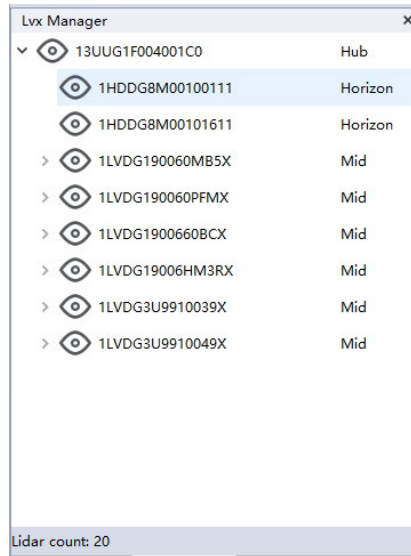 Lvx Manager
13UUG1F004001C0 Hub
1HDDG8M00100111 Horizon
1HDDG8M00101611 Horizon
1LVDG190060MB5X Mid
1LVDG190060PFMX Mid
1LVDG1900660BCX Mid
1LVDG19006HM3RX Mid
1LVDG3U9910039X Mid
1LVDG3U9910049X Mid
Lidar count: 20